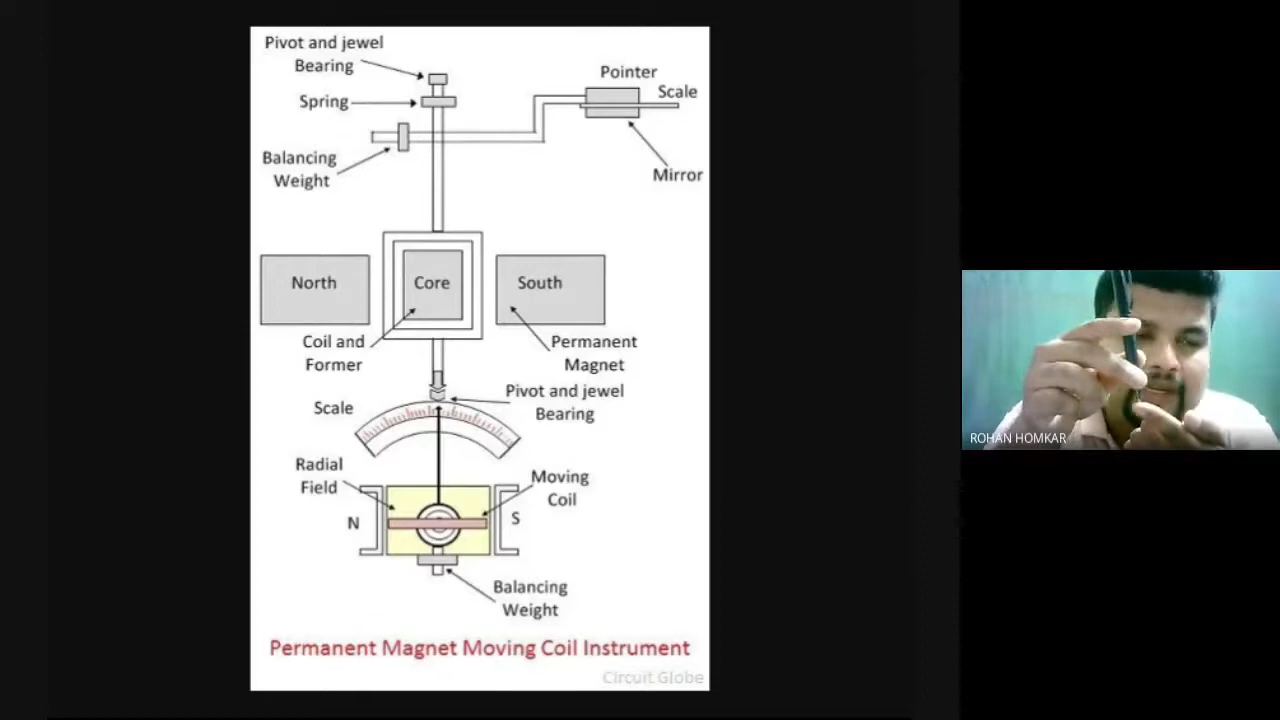 Pivot and jewel
Bearing
Spring
Balancing
Weight
Pointer
Scale
Mirror
North
Core
South
Coil and
Former
Permanent
Magnet
Pivot and jewel
Bearing
Scale
Radial
Field
Moving
Coil
N
S
Balancing
Weight
Permanent Magnet Moving Coil Instrument
Circuit Globe
ROHAN HOMKAR